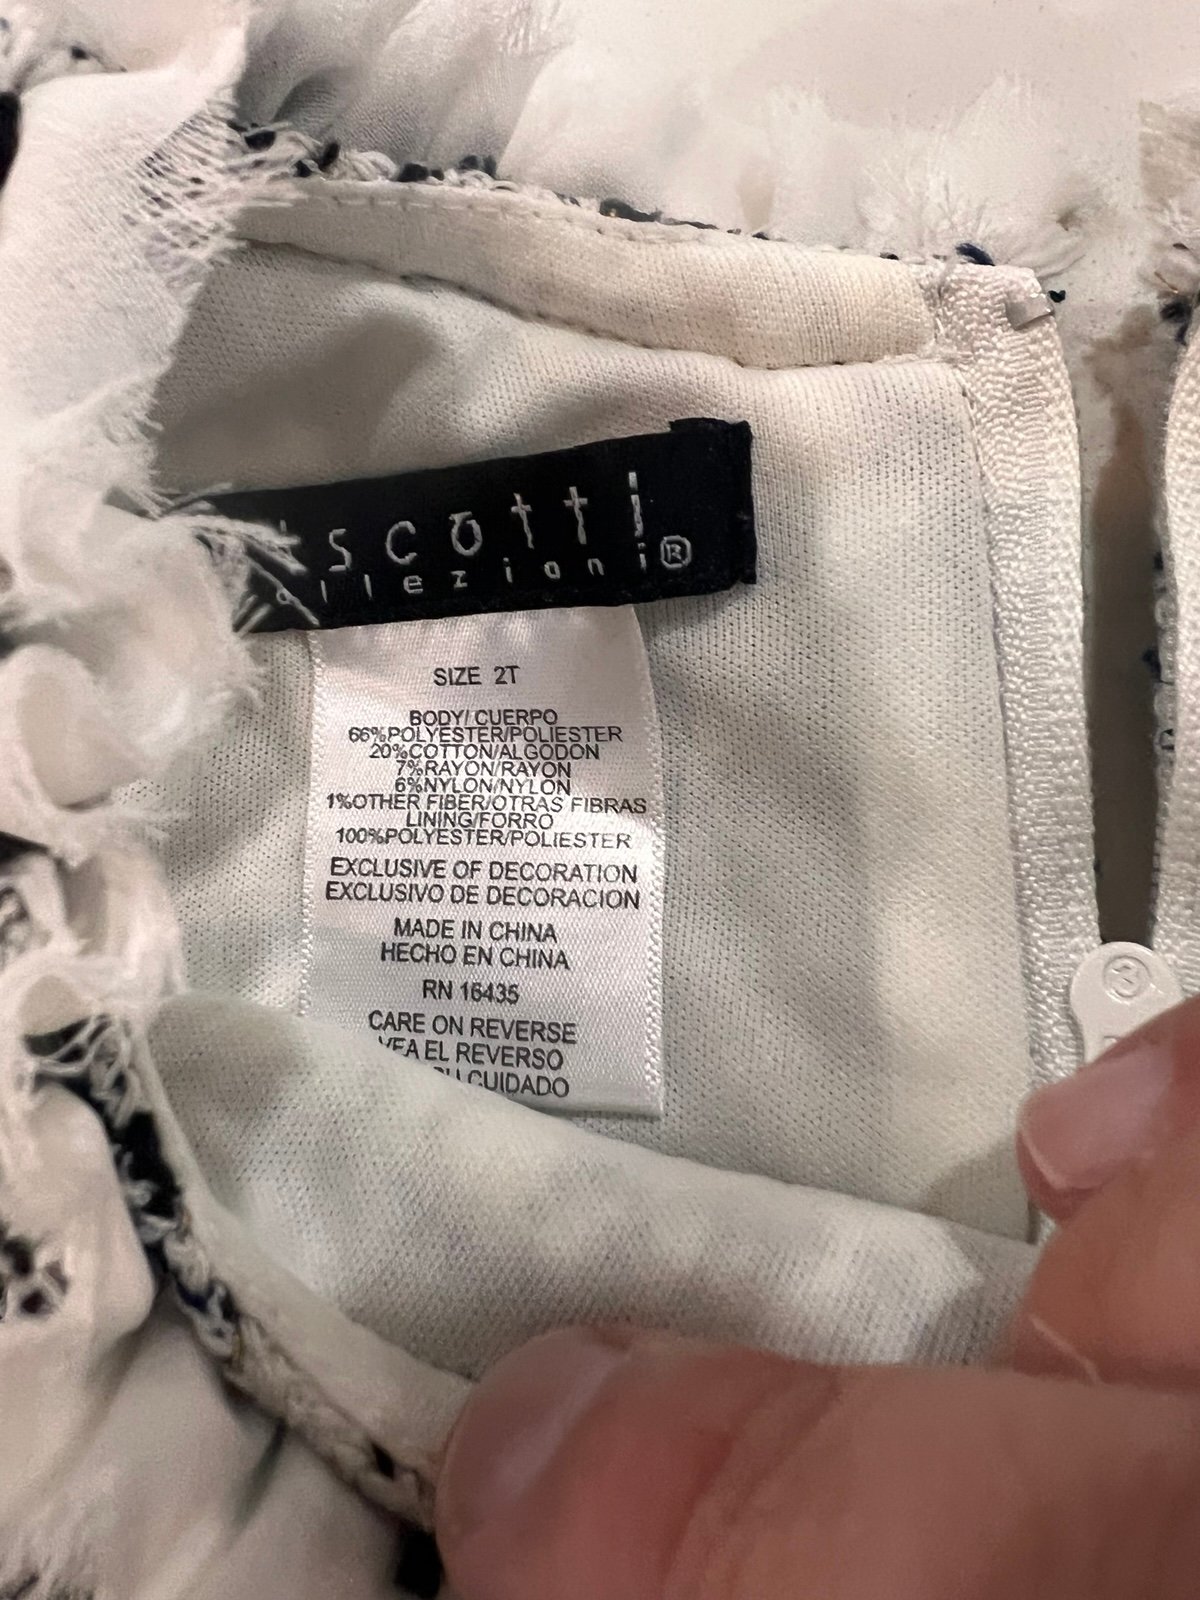 scotti
ollezioni®
SIZE 2T
BODY/ CUERPO
66%POLYESTER/POLIESTER
20%COTTON/ALGODON
7%RAYON/RAYON
6%NYLON/NYLON
1%OTHER FIBER/OTRAS FIBRAS
LINING/FORRO
100%POLYESTER/POLIESTER
EXCLUSIVE OF DECORATION
EXCLUSIVO DE DECORACION
MADE IN CHINA
HECHO EN CHINA
RN 16435
CARE ON REVERSE
VEA EL REVERSO
CUIDADO